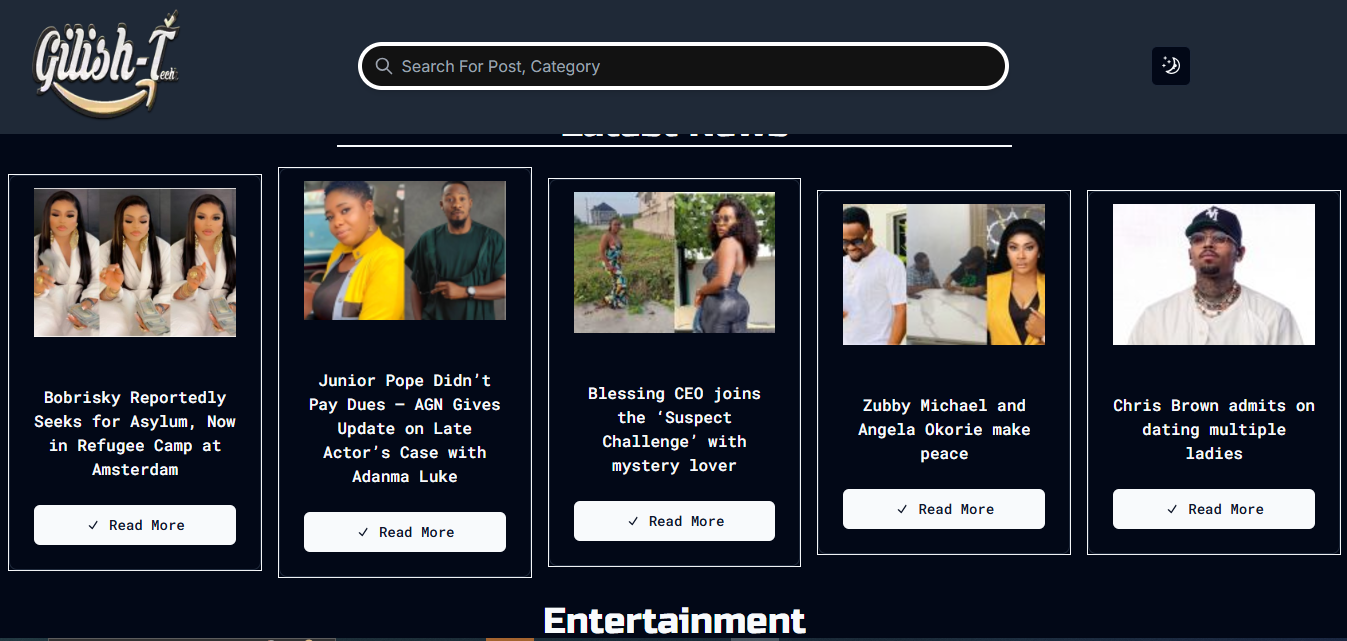 Gilish-Tech
Search For Post, Category
Latest News
Bobrisky Reportedly
Seeks for Asylum, Now
in Refugee Camp at
Amsterdam
✓ Read More
Junior Pope Didn’t
Pay Dues – AGN Gives
Update on Late
Actor’s Case with
Adanma Luke
✓ Read More
Blessing CEO joins
the ‘Suspect
Challenge’ with
mystery lover
✓ Read More
Zubby Michael and
Angela Okorie make
peace
✓ Read More
Chris Brown admits on
dating multiple
ladies
✓ Read More
Entertainment